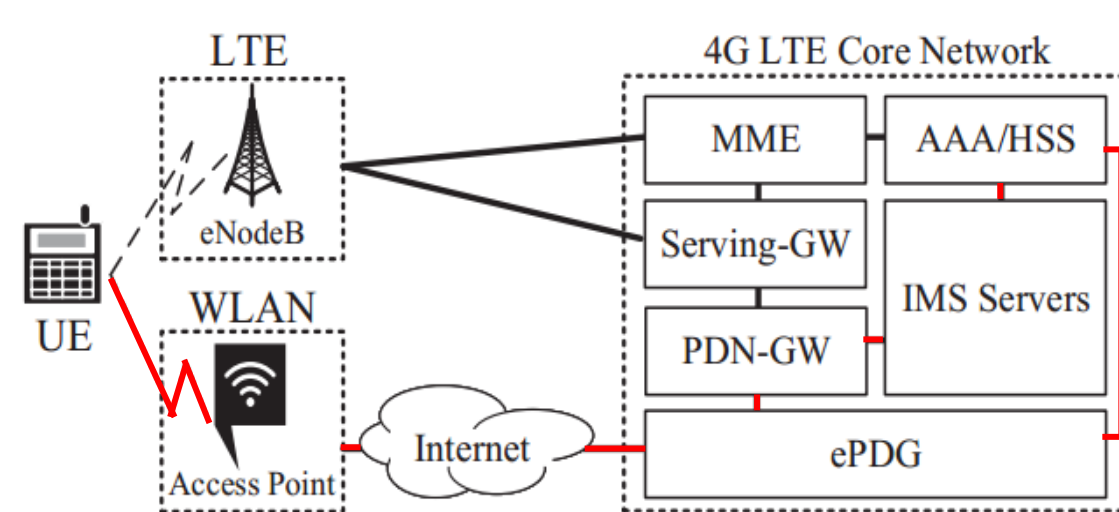 LTE
4G LTE Core Network
MME
AAA/HSS
eNodeB
Serving-GW
UE
WLAN
IMS Servers
PDN-GW
Internet
ePDG
Access Point